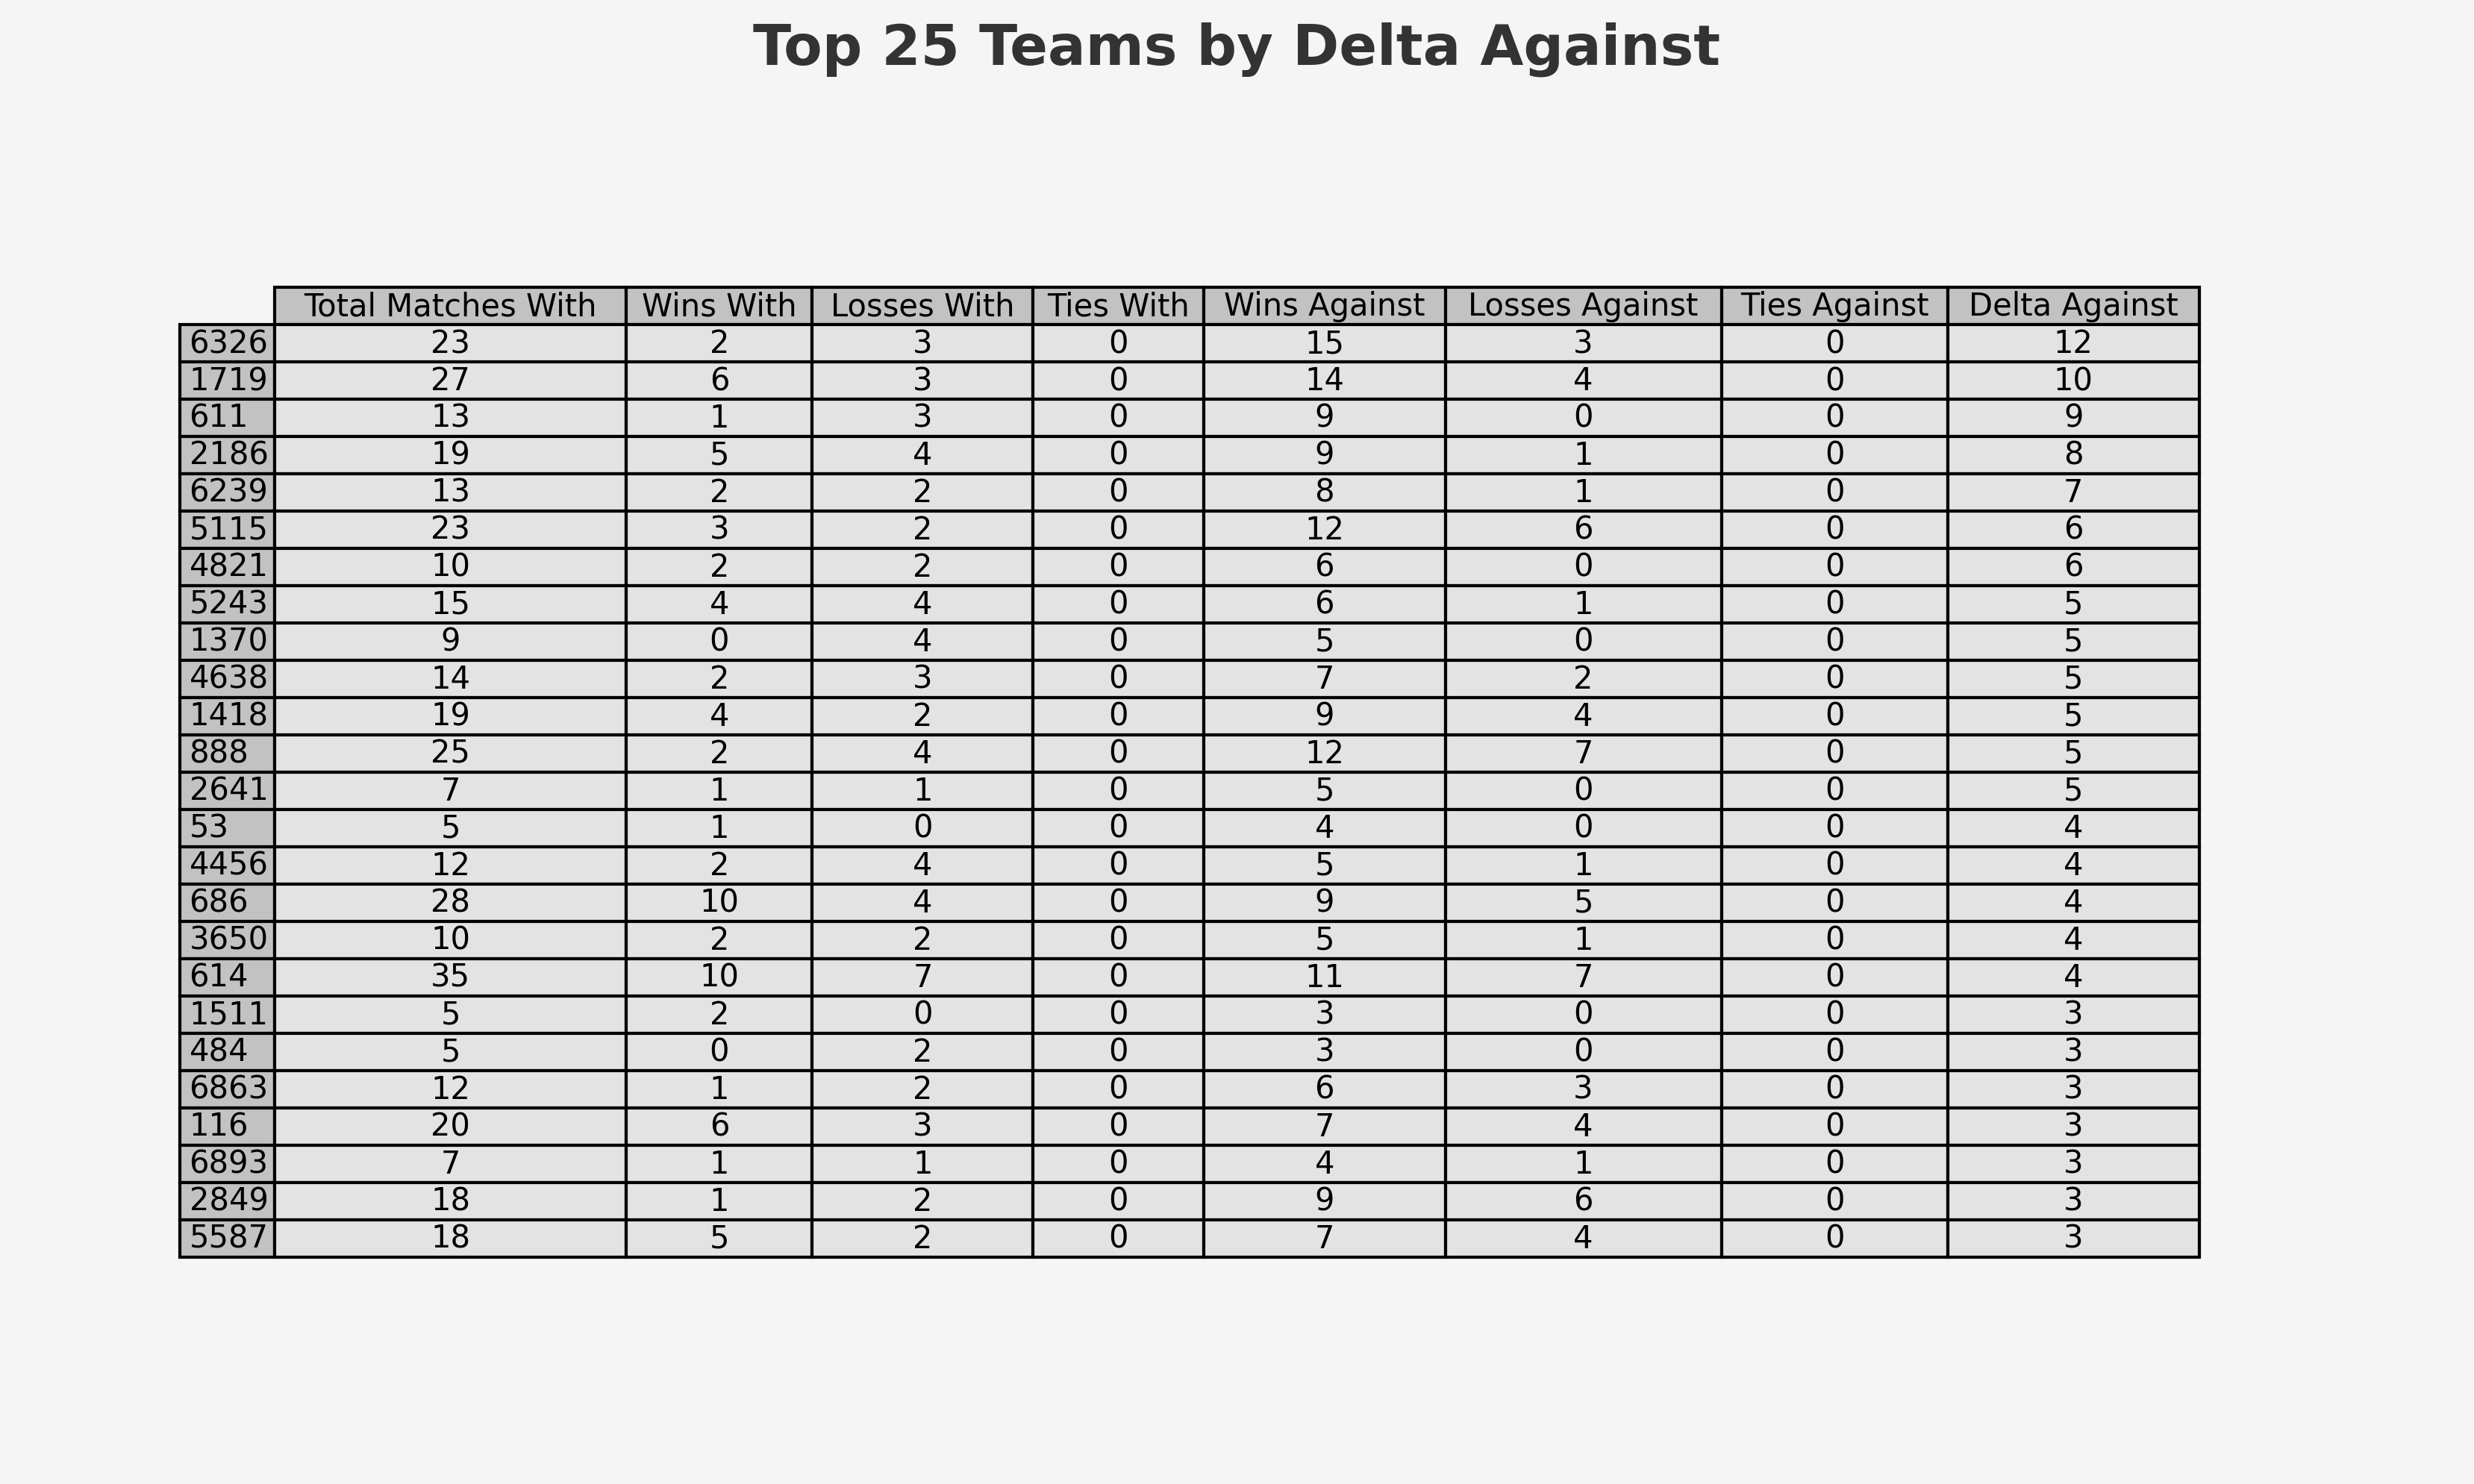 Top 25 Teams by Delta Against
Total Matches With Wins With Losses With Ties With Wins Against Losses Against Ties Against Delta Against
6326 23 2 3 0 15 3 0 12
1719 27 6 3 0 14 4 0 10
611 13 1 3 0 9 0 0 9
2186 19 5 4 0 9 1 0 8
6239 13 2 2 0 8 1 0 7
5115 23 3 2 0 12 6 0 6
4821 10 2 2 0 6 0 0 6
5243 15 4 4 0 6 1 0 5
1370 9 0 4 0 5 0 0 5
4638 14 2 3 0 7 2 0 5
1418 19 4 2 0 9 4 0 5
888 25 2 4 0 12 7 0 5
2641 7 1 1 0 5 0 0 5
53 5 1 0 0 4 0 0 4
4456 12 2 4 0 5 1 0 4
686 28 10 4 0 9 5 0 4
3650 10 2 2 0 5 1 0 4
614 35 10 7 0 11 7 0 4
1511 5 2 0 0 3 0 0 3
484 5 0 2 0 3 0 0 3
6863 12 1 2 0 6 3 0 3
116 20 6 3 0 7 4 0 3
6893 7 1 1 0 4 1 0 3
2849 18 1 2 0 9 6 0 3
5587 18 5 2 0 7 4 0 3